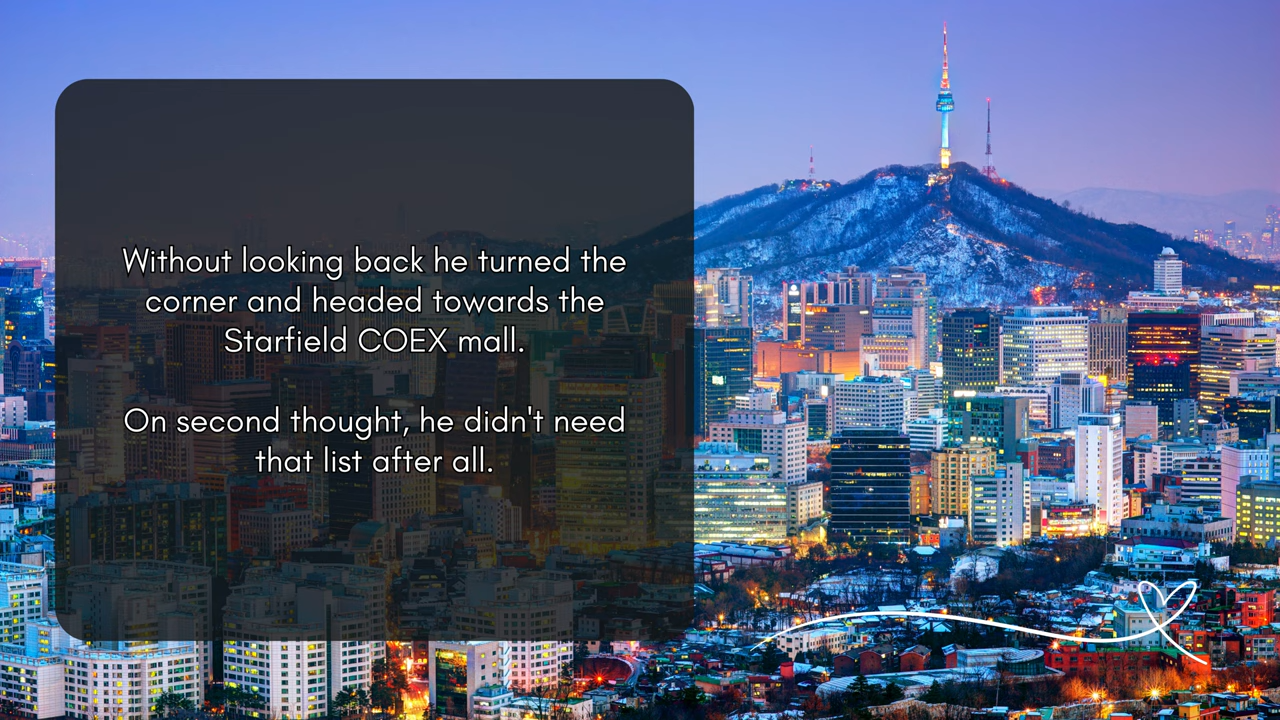 Without looking back he turned the
corner and headed towards the
Starfield COEX mall.
On second thought, he didn't need
that list after all.